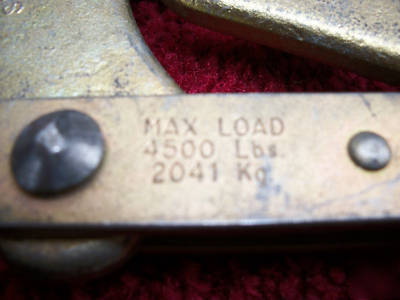 MAX LOAD
4500 Lbs.
2041 Kg